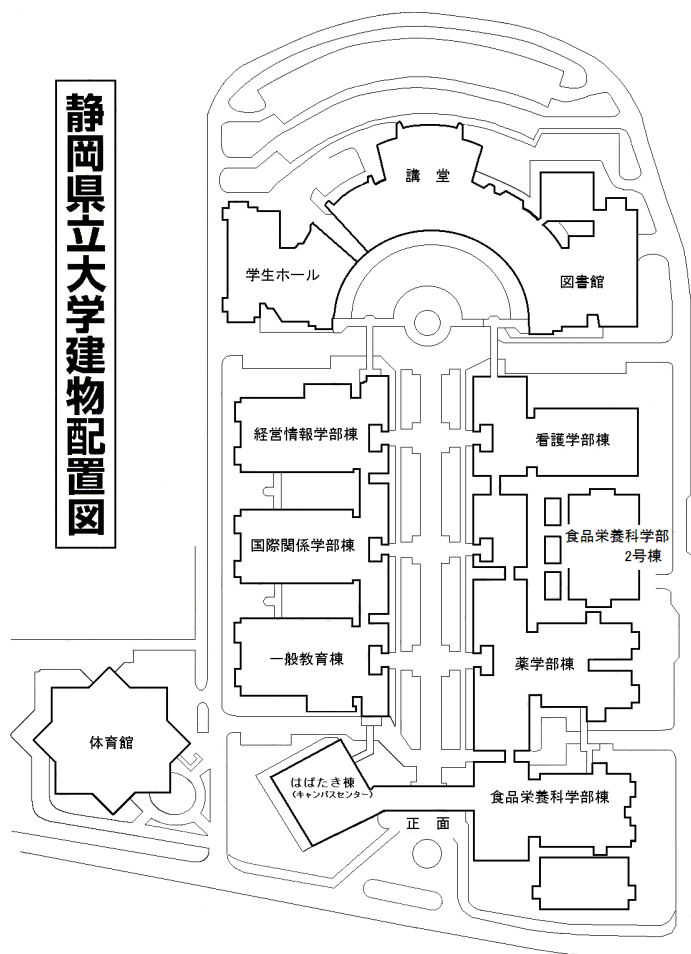 静岡県立大学建物配置図
講 堂
学生ホール
図書館
経営情報学部棟
看護学部棟
国際関係学部棟
食品栄養科学部
2号棟
一般教育棟
薬学部棟
体育館
はばたき棟
（キャンパスセンター）
食品栄養科学部棟
正 面